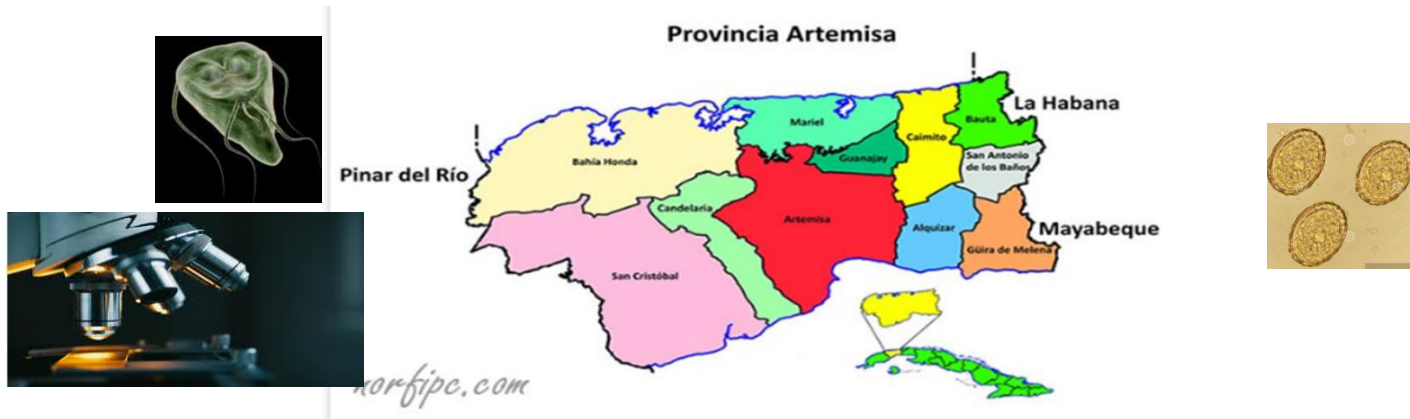 Provincia Artemisa
La Habana
Mariel
Caimito
Bauta
Bahía Honda
Guanajay
San Antonio
de los Baños
Pinar del Río
Candelaria
Artemisa
Alquízar
Mayabeque
Güira de Melena
San Cristóbal
norfipc.com